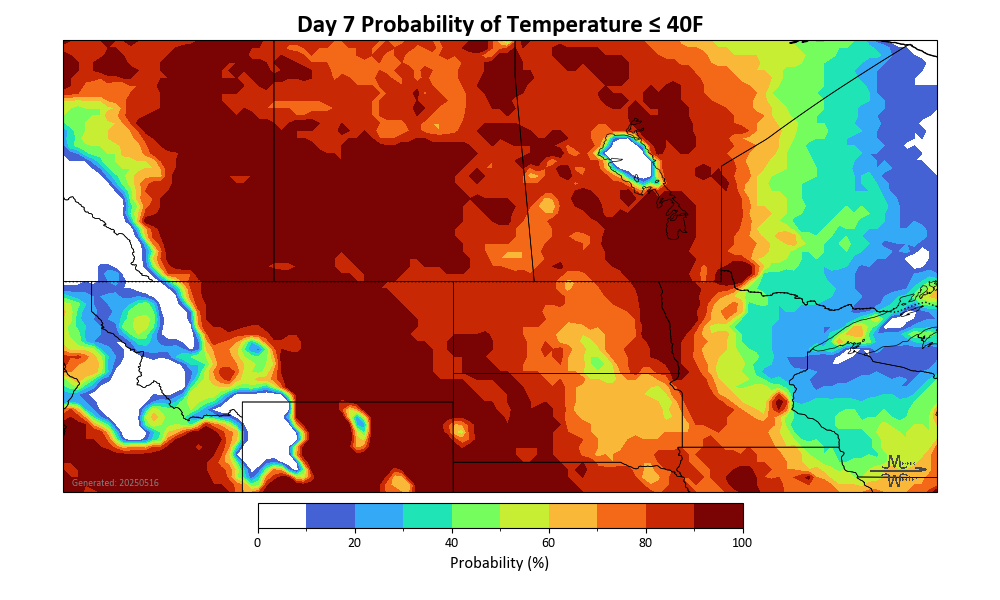 Day 7 Probability of Temperature ≤ 40F
Generated: 20250516
0 20 40 60 80 100
Probability (%)